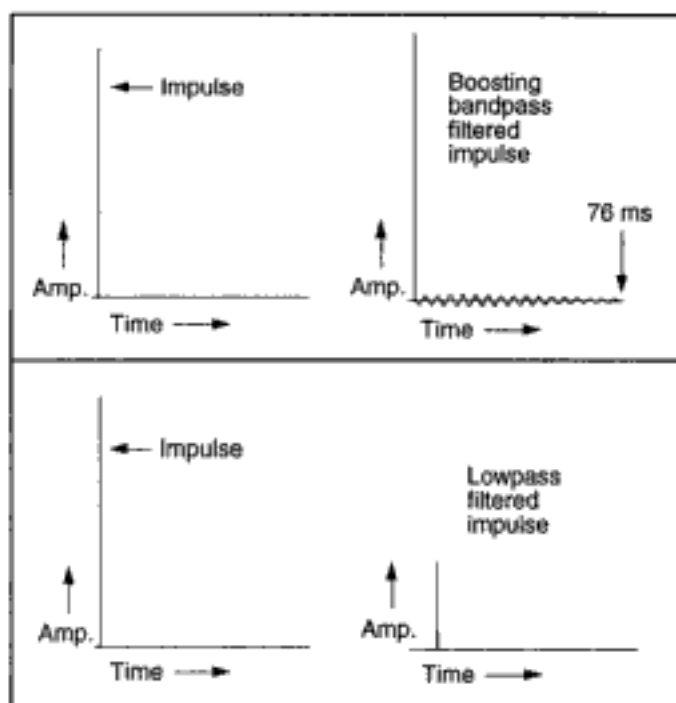 Impulse
Amp.
Time
Boosting
bandpass
filtered
impulse
76 ms
Amp.
Time
Impulse
Amp.
Time
Lowpass
filtered
impulse
Amp.
Time